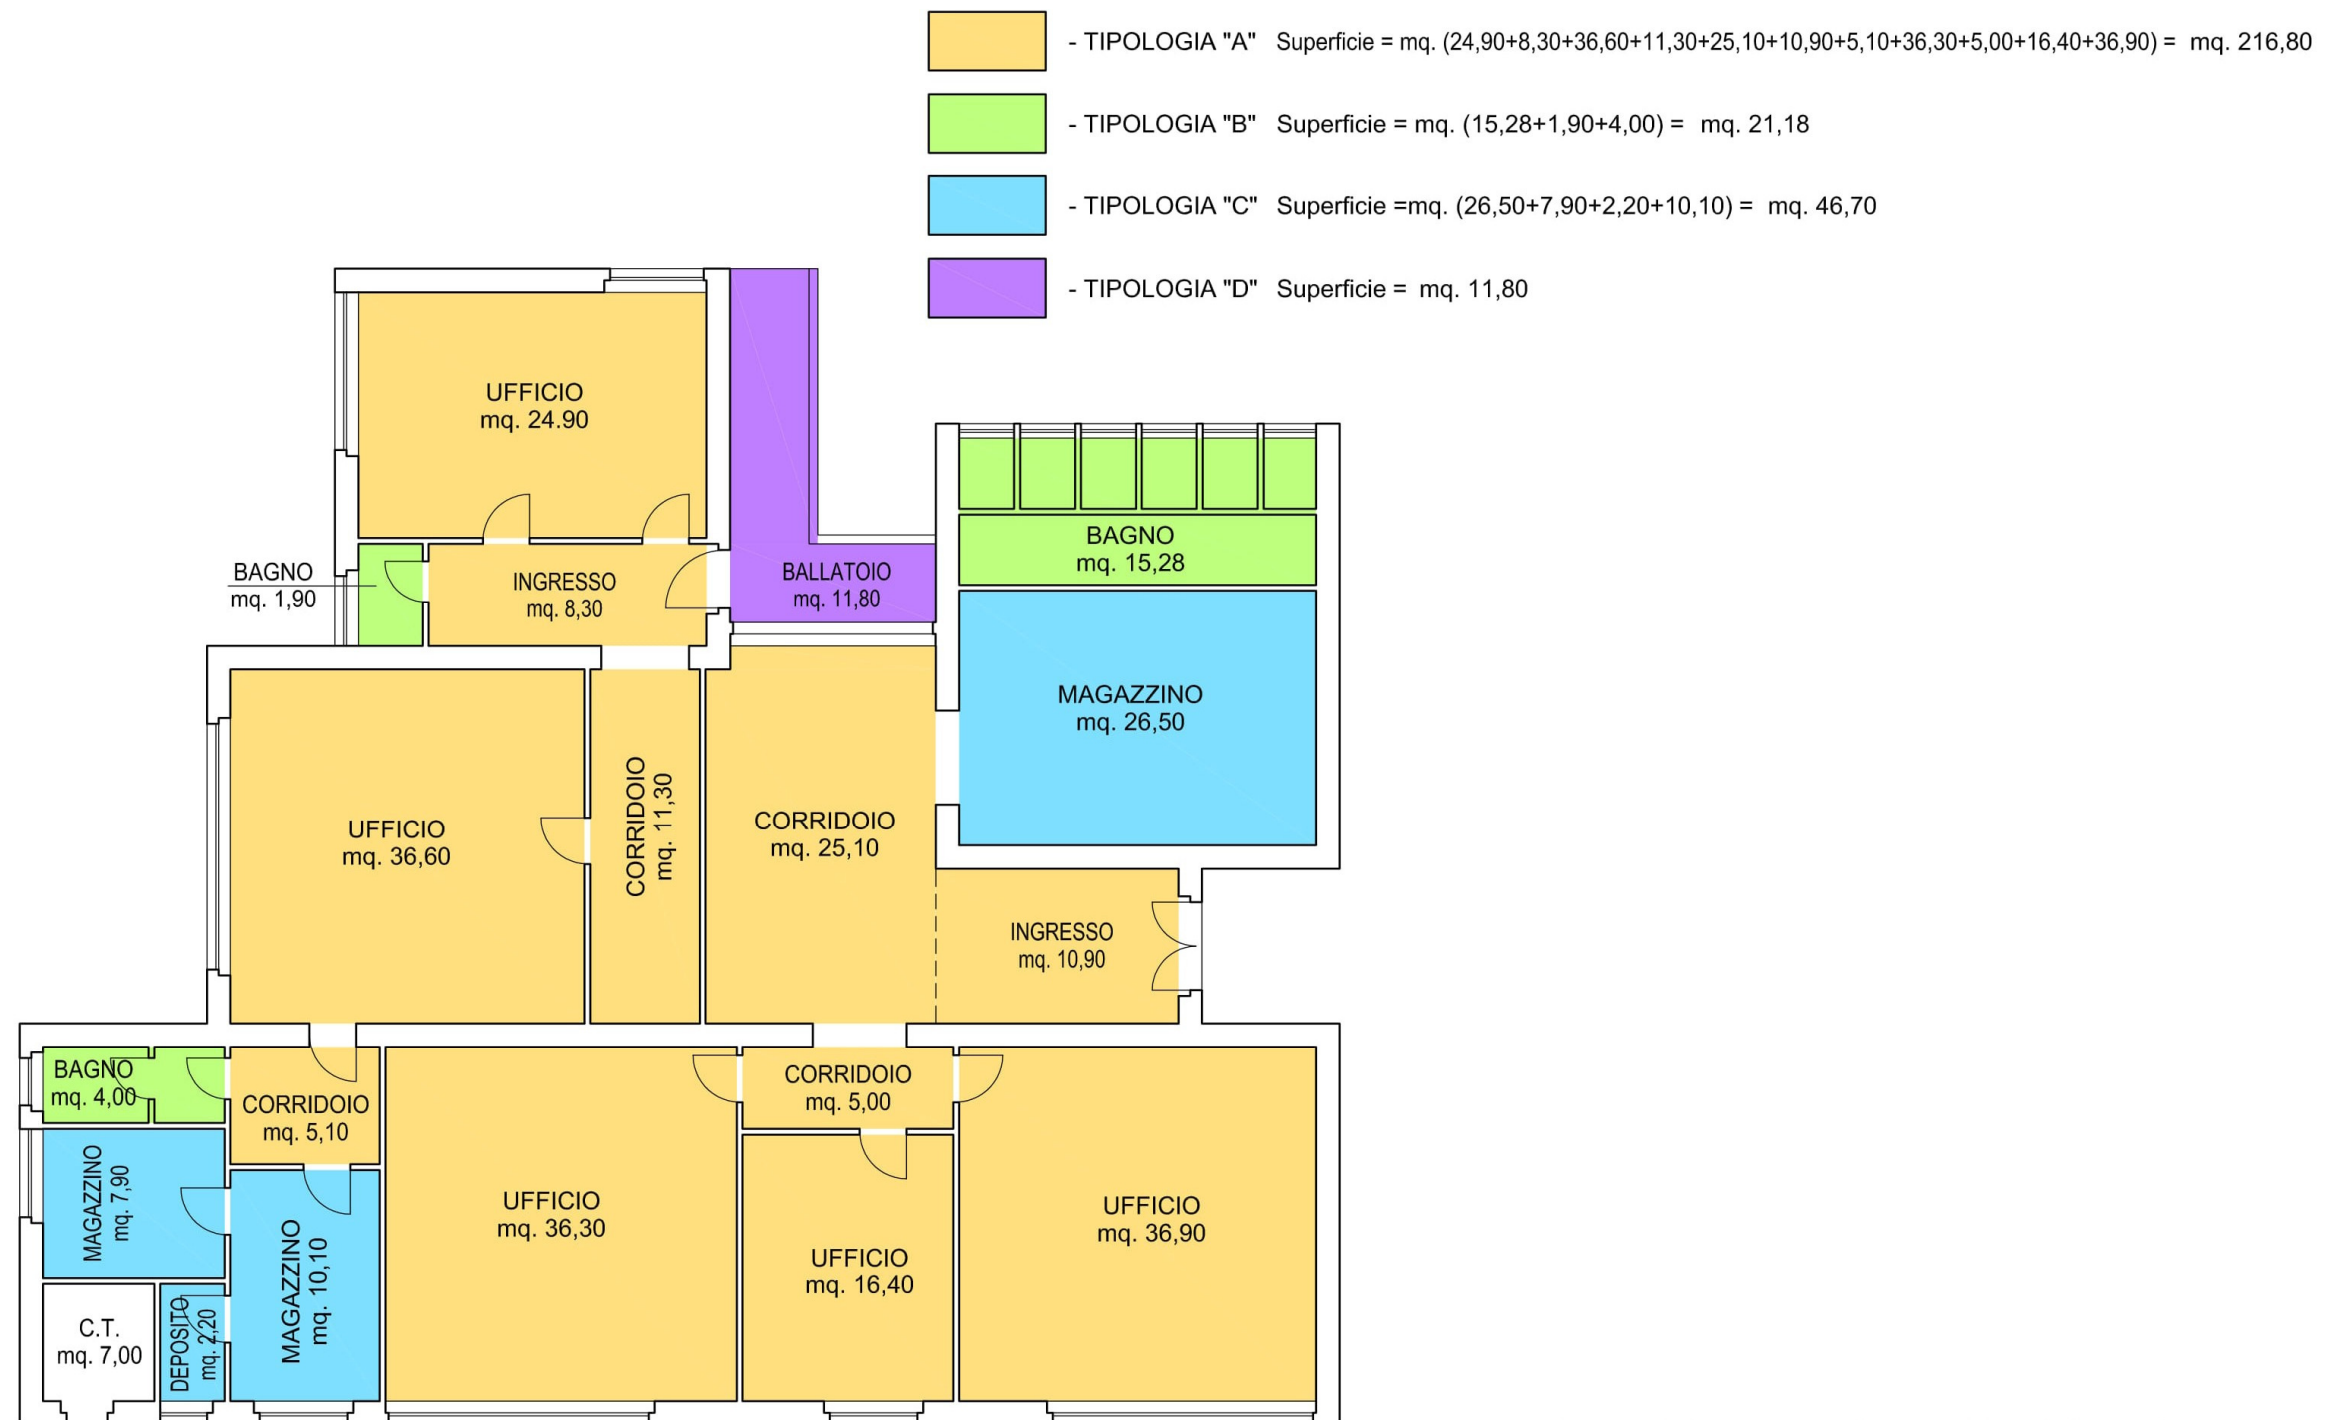 - TIPOLOGIA "A" Superficie = mq. (24,90+8,30+36,60+11,30+25,10+10,90+5,10+36,30+5,00+16,40+36,90) = mq. 216,80
- TIPOLOGIA "B" Superficie = mq. (15,28+1,90+4,00) = mq. 21,18
- TIPOLOGIA "C" Superficie =mq. (26,50+7,90+2,20+10,10) = mq. 46,70
- TIPOLOGIA "D" Superficie = mq. 11,80
UFFICIO
mq. 24.90
BAGNO
mq. 15,28
BAGNO
mq. 1,90
INGRESSO
mq. 8,30
BALLATOIO
mq. 11,80
MAGAZZINO
mq. 26,50
UFFICIO
mq. 36,60
CORRIDOIO
mq. 11,30
CORRIDOIO
mq. 25,10
INGRESSO
mq. 10,90
BAGNO
mq. 4,00
CORRIDOIO
mq. 5,10
CORRIDOIO
mq. 5,00
MAGAZZINO
mq. 7,90
UFFICIO
mq. 36,30
UFFICIO
mq. 36,90
MAGAZZINO
mq. 10,10
UFFICIO
mq. 16,40
C.T.
mq. 7,00
DEPOSITO
mq. 2,20